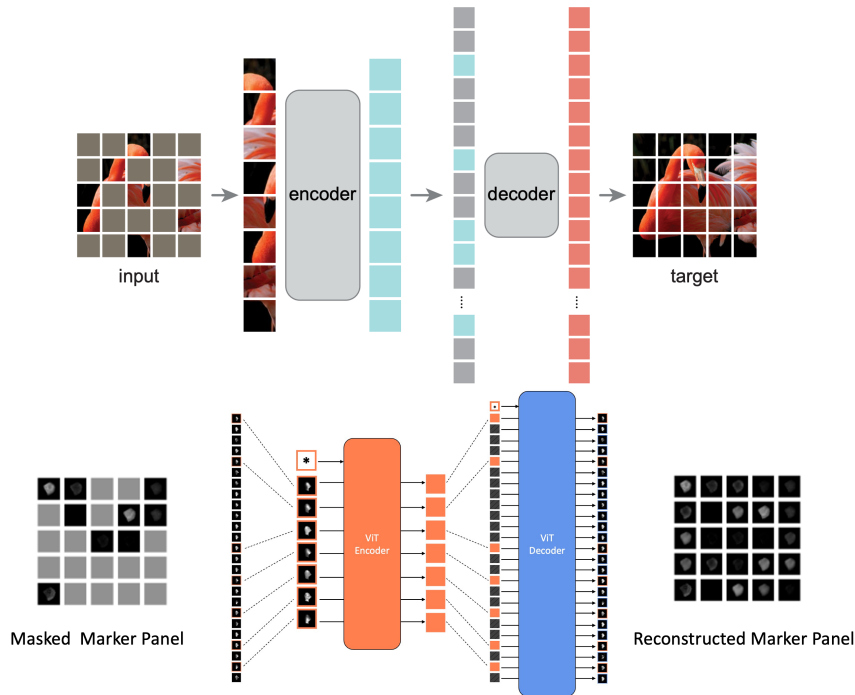 encoder
decoder
input
target
*
ViT
Encoder
ViT
Decoder
Masked Marker Panel
Reconstructed Marker Panel